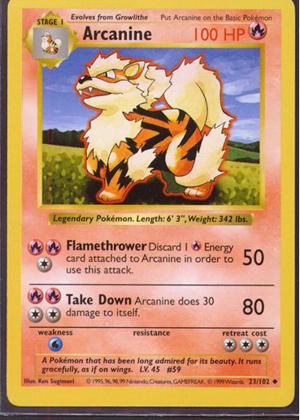 STAGE 1
Evolves from Growlithe
Put Arcanine on the Basic Pokémon
Arcanine
100 HP
Legendary Pokémon. Length: 6' 3", Weight: 342 lbs.
Flamethrower Discard 1 Energy
card attached to Arcanine in order to
use this attack.
50
Take Down Arcanine does 30
damage to itself.
80
weakness
resistance
retreat cost
A Pokémon that has been long admired for its beauty. It runs
gracefully, as if on wings. LV. 45 #59
Illus. Ken Sugimori
©1995, 96, 98, 99 Nintendo, Creatures, GAMEFREAK. ©1999 Wizards.
23/102